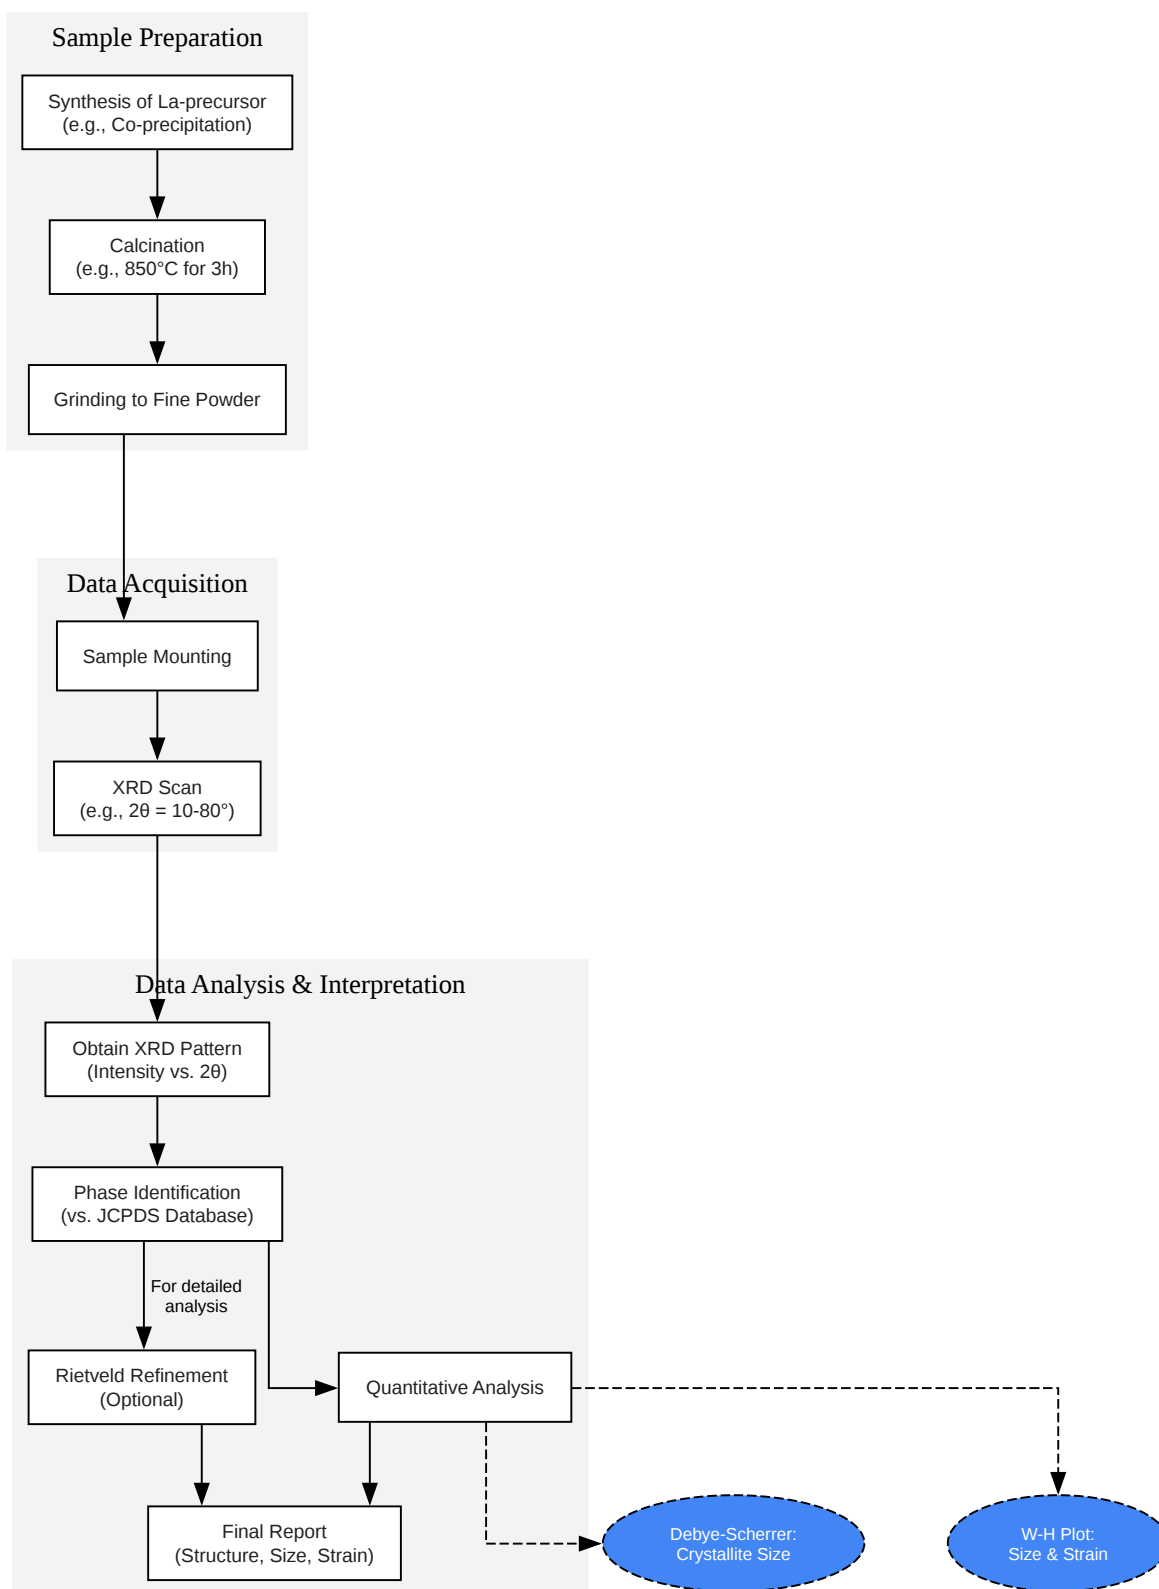 Sample Preparation
Synthesis of La-precursor
(e.g., Co-precipitation)
Calcination
(e.g., 850°C for 3h)
Grinding to Fine Powder
Data Acquisition
Sample Mounting
XRD Scan
(e.g., 2θ = 10-80°)
Data Analysis & Interpretation
Obtain XRD Pattern
(Intensity vs. 2θ)
Phase Identification
(vs. JCPDS Database)
For detailed
analysis
Rietveld Refinement
(Optional)
Quantitative Analysis
Final Report
(Structure, Size, Strain)
Debye-Scherrer:
Crystallite Size
W-H Plot:
Size & Strain